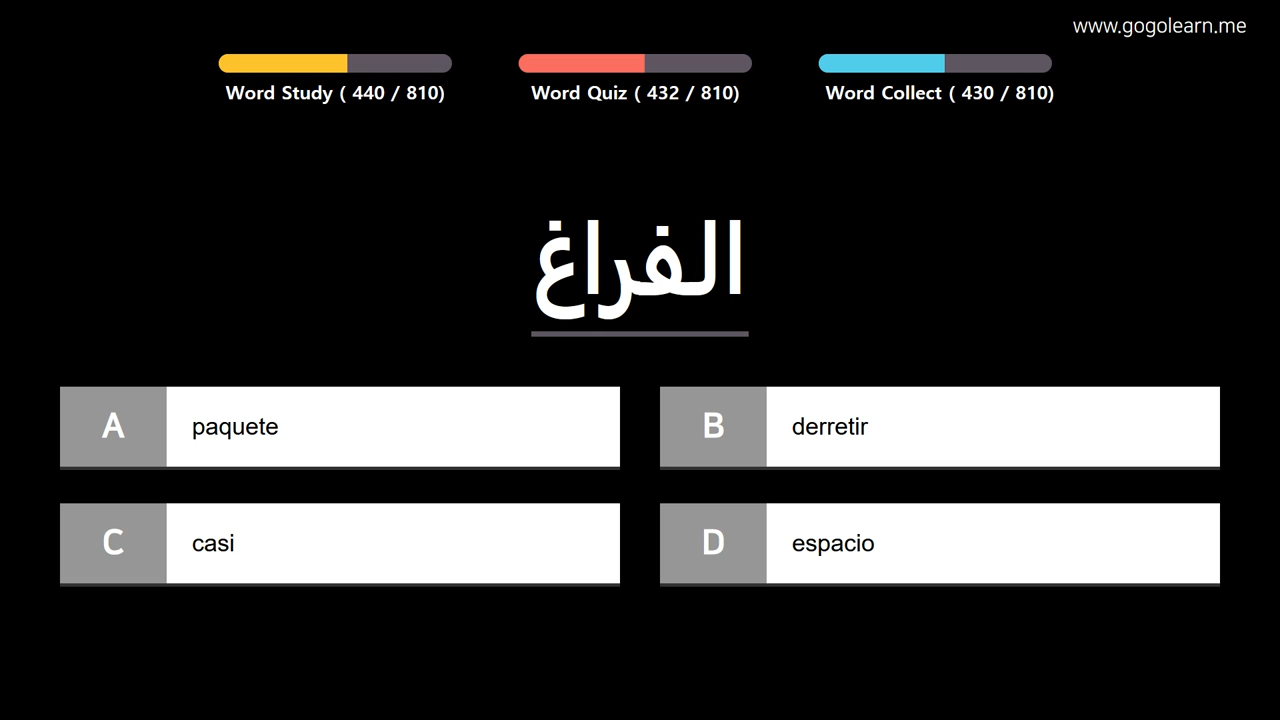 www.gogolearn.me
Word Study ( 440 / 810)
Word Quiz ( 432 / 810)
Word Collect ( 430 / 810)
الفراغ
A paquete
B derretir
C casi
D espacio